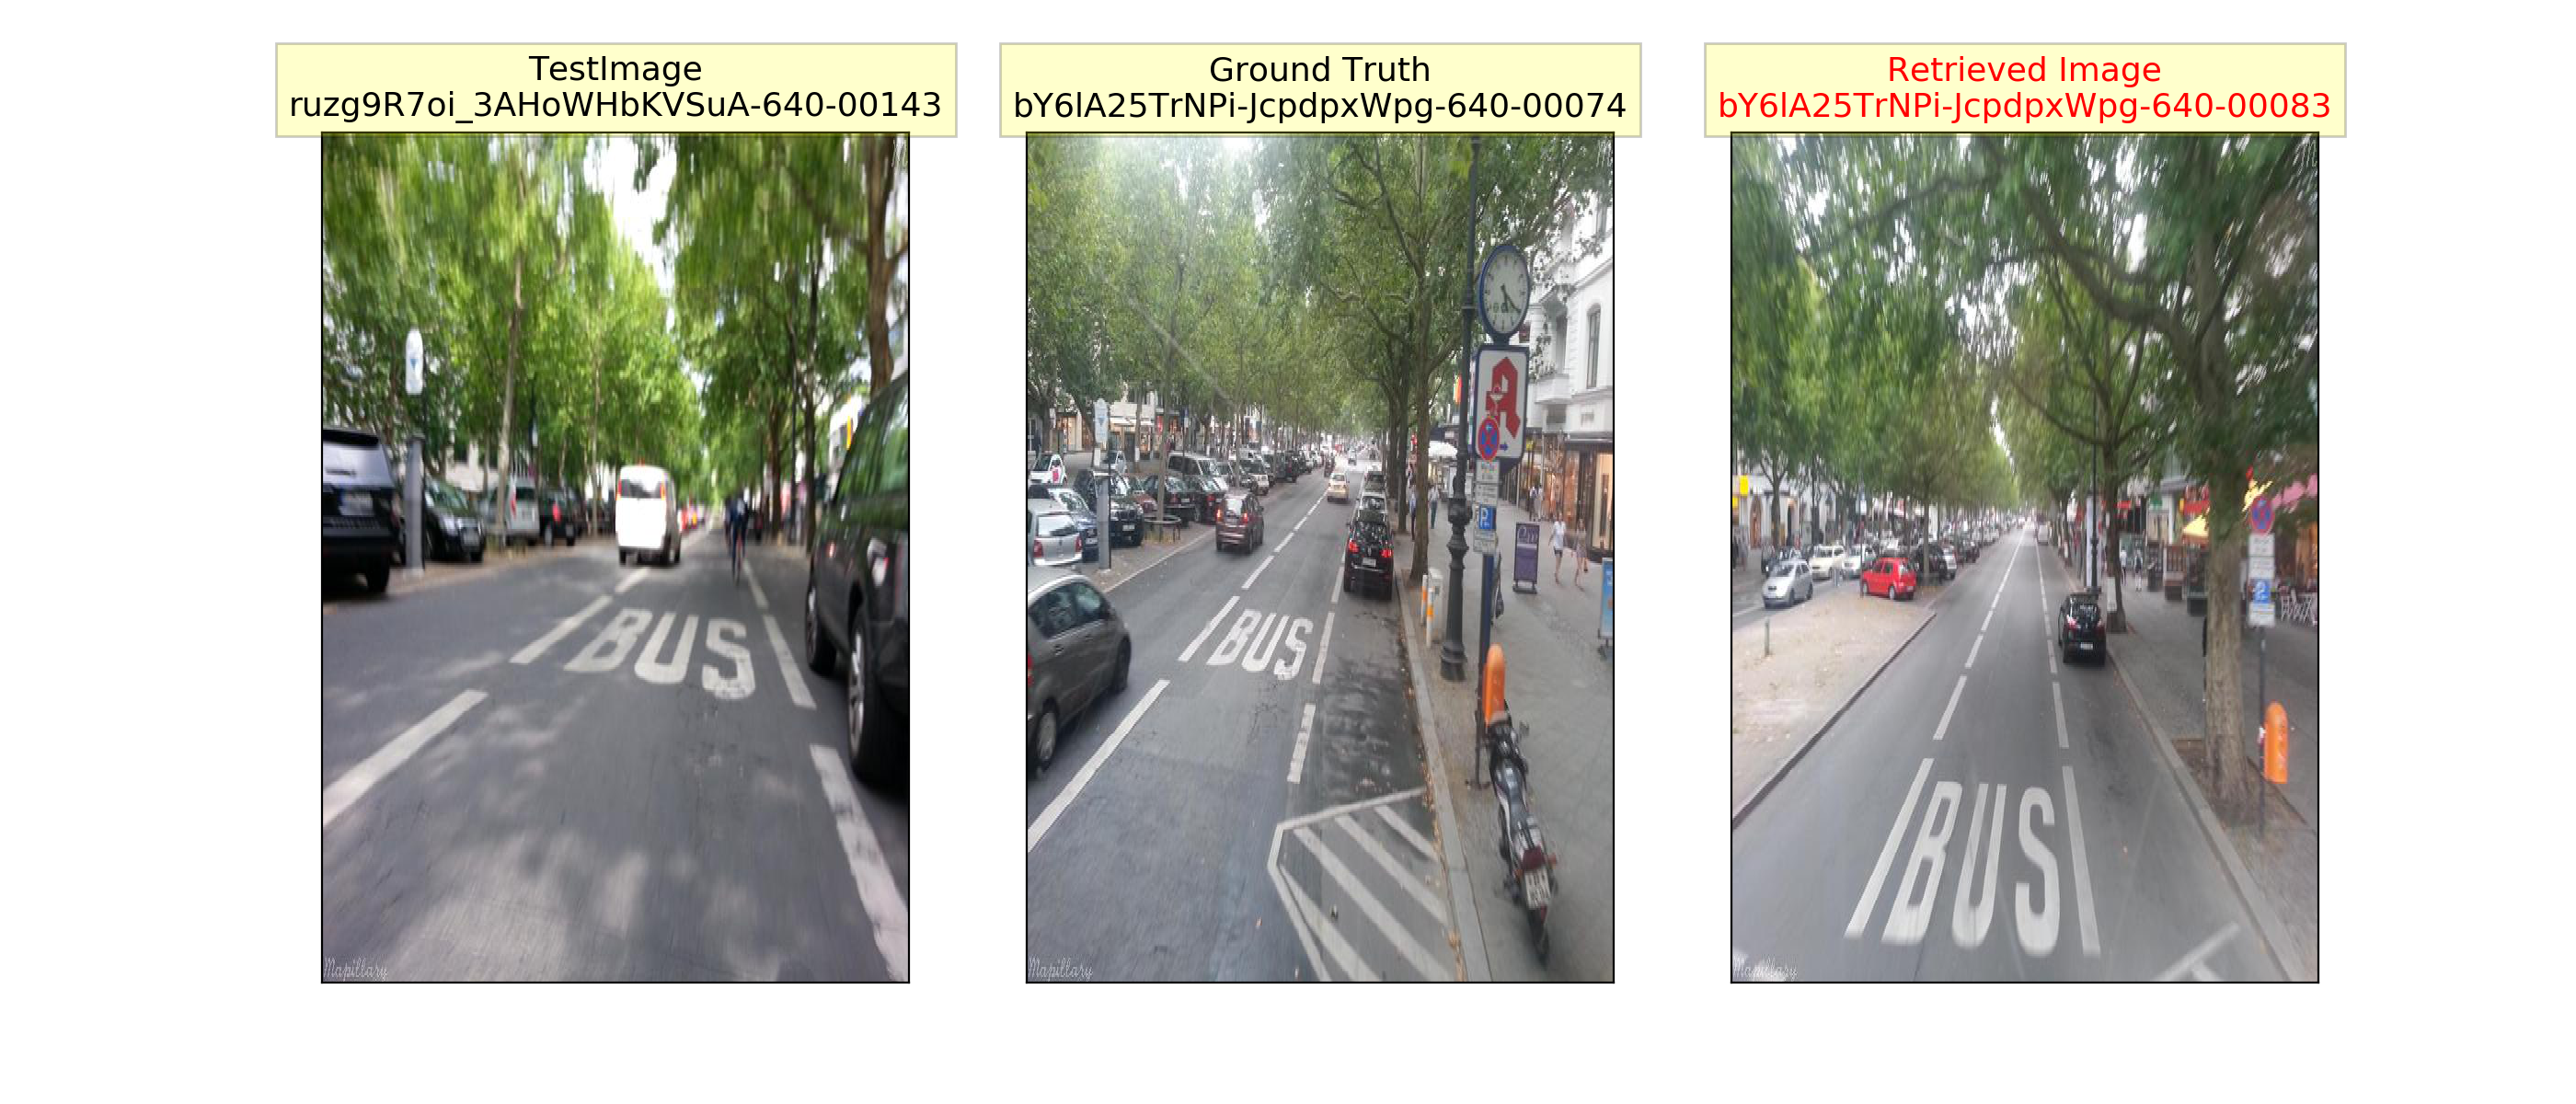 TestImage
ruzg9R7oi_3AHoWHbKVSuA-640-00143
Ground Truth
bY6lA25TrNPi-JcpdpxWpg-640-00074
Retrieved Image
bY6lA25TrNPi-JcpdpxWpg-640-00083
BUS
Mapillary
A
P
BUS
Mapillary
BUS
Mapillary